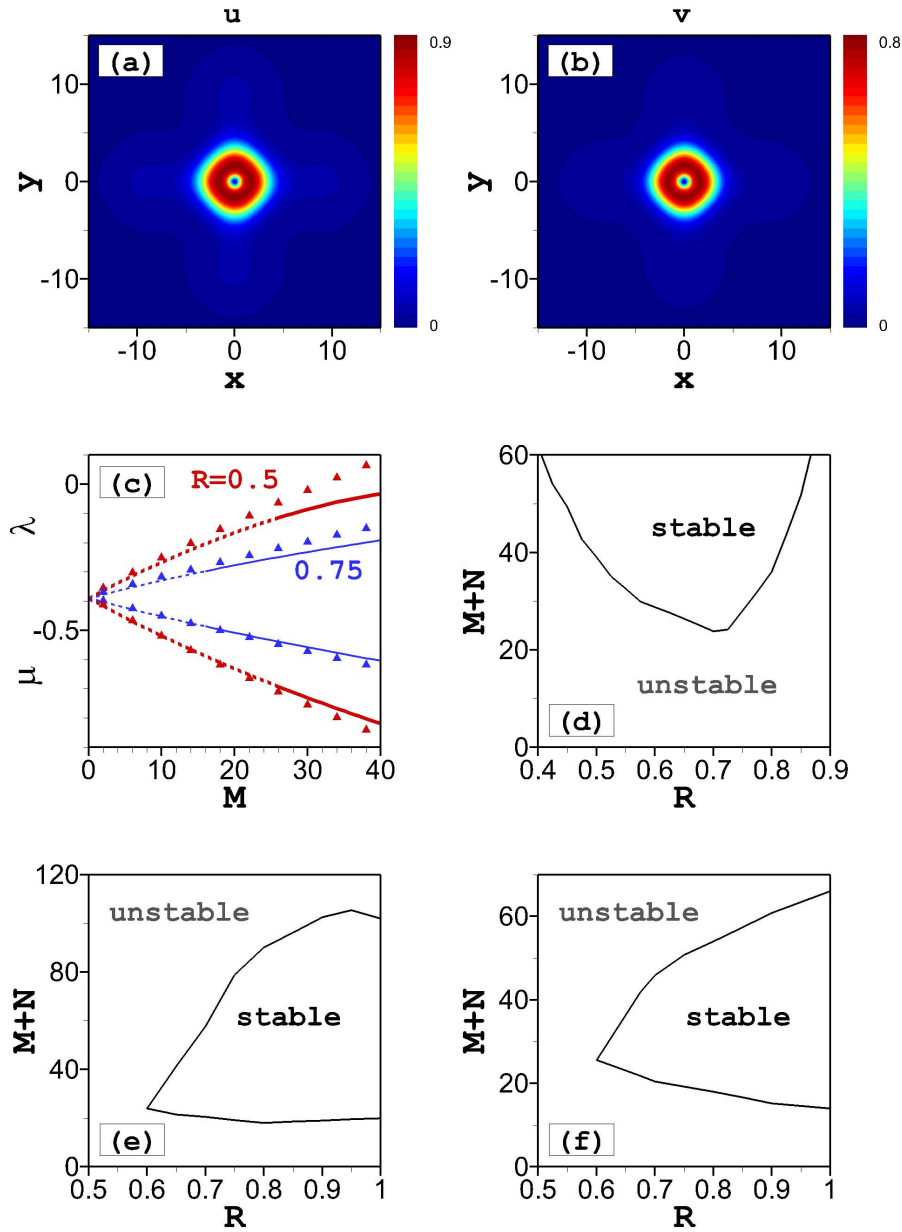 u
(a)
0.9
0
y
10
0
-10
-10
0
10
x
v
(b)
0.8
0
y
10
0
-10
-10
0
10
x
(c)
R=0.5
0.75
λ
μ
0
-0.5
0
10
20
30
40
M
(d)
stable
unstable
M+N
60
40
20
0
0.4
0.5
0.6
0.7
0.8
0.9
R
(e)
unstable
stable
M+N
120
80
40
0
0.5
0.6
0.7
0.8
0.9
1
R
(f)
unstable
stable
M+N
60
40
20
0
0.5
0.6
0.7
0.8
0.9
1
R